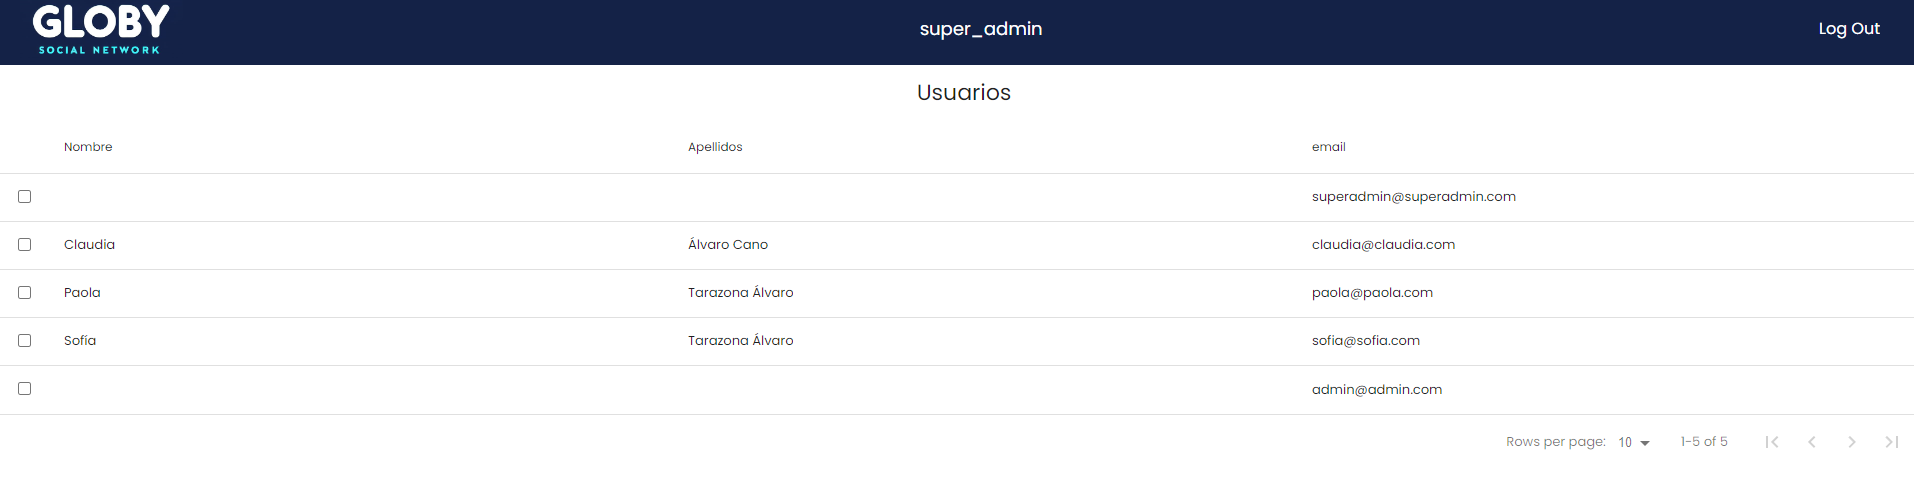 GLOBY
SOCIAL NETWORK
super_admin
Log Out
Usuarios
Nombre Apellidos email
superadmin@superadmin.com
Claudia Álvaro Cano claudia@claudia.com
Paola Tarazona Álvaro paola@paola.com
Sofía Tarazona Álvaro sofia@sofia.com
admin@admin.com
Rows per page: 10 1-5 of 5